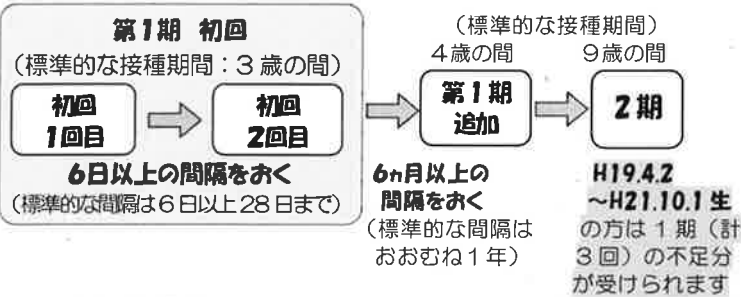 第1期 初回
(標準的な接種期間：3歳の間)
初回
1回目
初回
2回目
6日以上の間隔をおく
(標準的な間隔は6日以上28日まで)
(標準的な接種期間)
4歳の間
9歳の間
第1期
追加
2期
6ヵ月以上の
間隔をおく
(標準的な間隔は
おおむね1年)
H19.4.2
～H21.10.1生
の方は1期（計
3回）の不足分
が受けられます